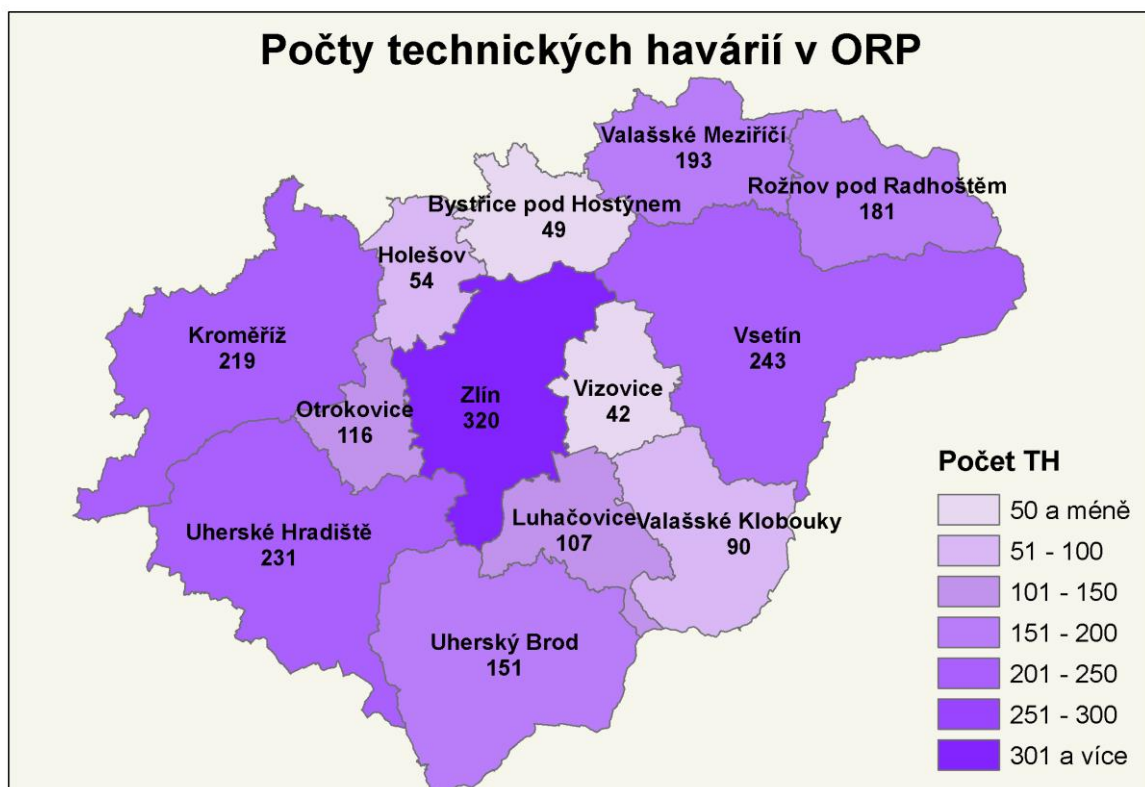 Počty technických havárií v ORP
Valašské Meziříčí
193
Rožnov pod Radhoštěm
181
Bystřice pod Hostýnem
49
Holešov
54
Kroměříž
219
Vsetín
243
Zlín
320
Vizovice
42
Otrokovice
116
Uherské Hradiště
231
Luhačovice
107
Valašské Klobouky
90
Uherský Brod
151
Počet TH
50 a méně
51 - 100
101 - 150
151 - 200
201 - 250
251 - 300
301 a více